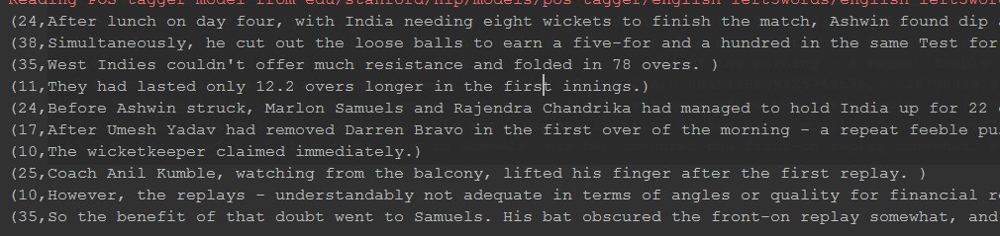 Reading POS tagger model from edu/stanford/nlp/models/pos-tagger/english-left3words/english-left3wor
(24,After lunch on day four, with India needing eight wickets to finish the match, Ashwin found dip
(38,Simultaneously, he cut out the loose balls to earn a five-for and a hundred in the same Test for
(35,West Indies couldn't offer much resistance and folded in 78 overs. )
(11,They had lasted only 12.2 overs longer in the first innings.)
(24,Before Ashwin struck, Marlon Samuels and Rajendra Chandrika had managed to hold India up for 22
(17,After Umesh Yadav had removed Darren Bravo in the first over of the morning - a repeat feeble pu
(10,The wicketkeeper claimed immediately.)
(25,Coach Anil Kumble, watching from the balcony, lifted his finger after the first replay. )
(10,However, the replays - understandably not adequate in terms of angles or quality for financial r
(35,So the benefit of that doubt went to Samuels. His bat obscured the front-on replay somewhat, and